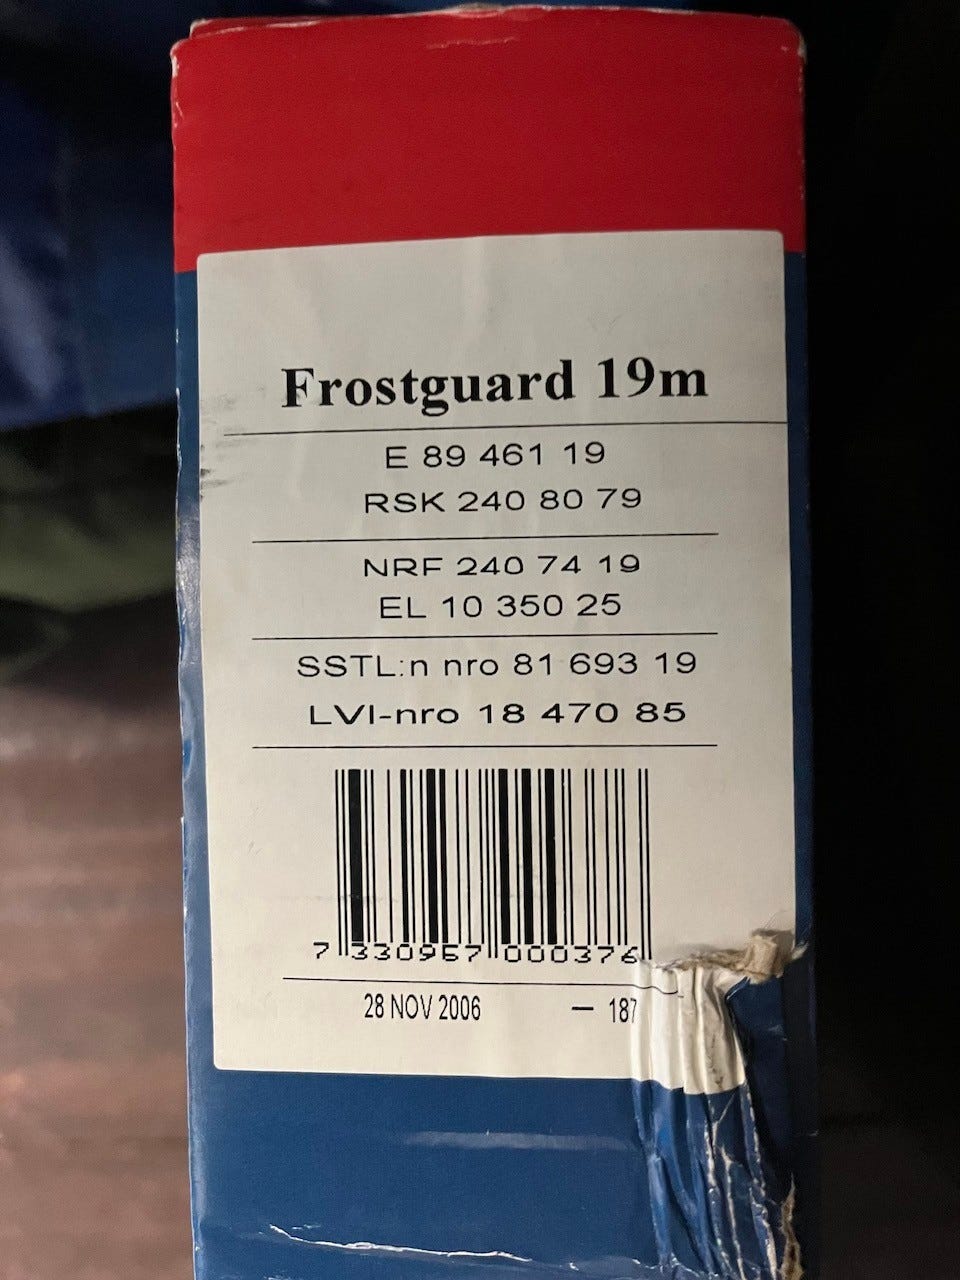 Frostguard 19m
E 89 461 19
RSK 240 80 79
NRF 240 74 19
EL 10 350 25
SSTL:n nro 81 693 19
LVI-nro 18 470 85
7 330957 000376
28 NOV 2006 — 187